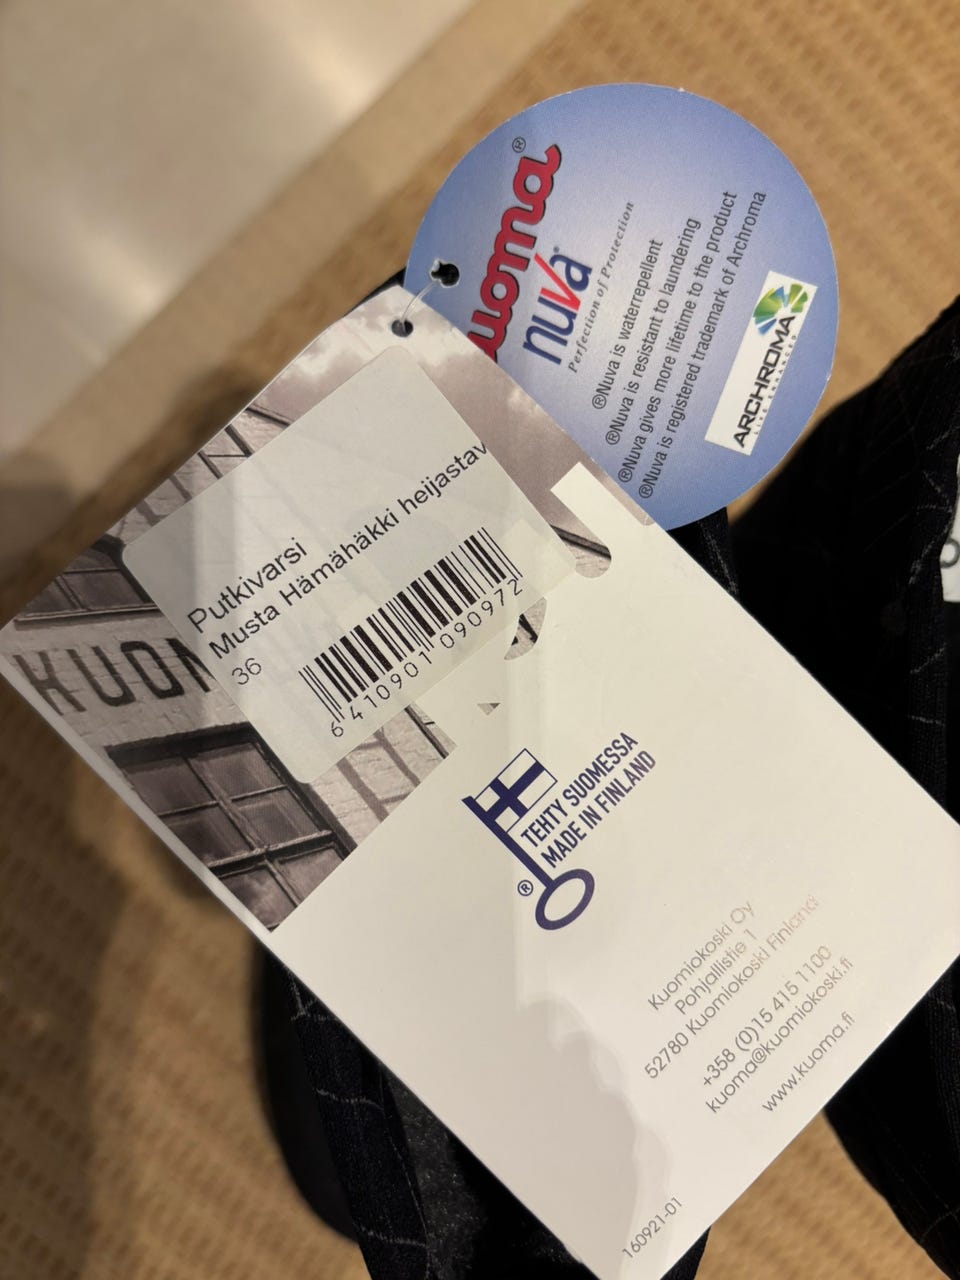 nuva®
Perfection of Protection
®Nuva is waterrepellent
®Nuva is resistant to laundering
®Nuva gives more lifetime to the product
®Nuva is registered trademark of Archroma
ARCHROMA
LIFE ENHANCED
Putkivarsi
Musta Hämähäkki heijastav
36
6 410901 090972
TEHTY SUOMESSA
MADE IN FINLAND
®
Kuomiokoski Oy
Pohjallistie 1
52780 Kuomiokoski Finland
+358 (0)15 415 1100
kuoma@kuomiokoski.fi
www.kuoma.fi
160921-01